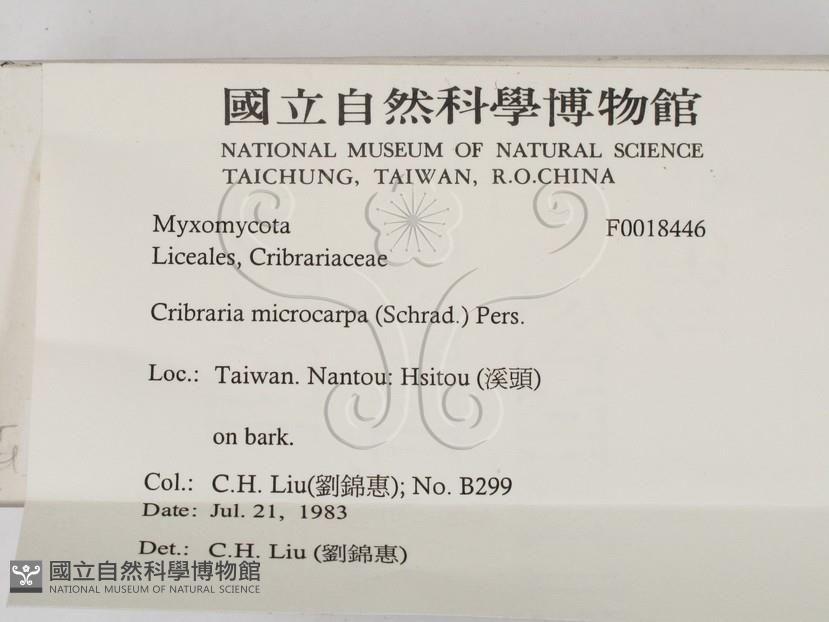 國立自然科學博物館
NATIONAL MUSEUM OF NATURAL SCIENCE
TAICHUNG, TAIWAN, R.O.CHINA
Myxomycota F0018446
Liceales, Cribrariaceae
Cribraria microcarpa (Schrad.) Pers.
Loc.: Taiwan. Nantou: Hsitou (溪頭)
on bark.
Col.: C.H. Liu(劉錦惠); No. B299
Date: Jul. 21, 1983
Det.: C.H. Liu (劉錦惠)
國立自然科學博物館
NATIONAL MUSEUM OF NATURAL SCIENCE